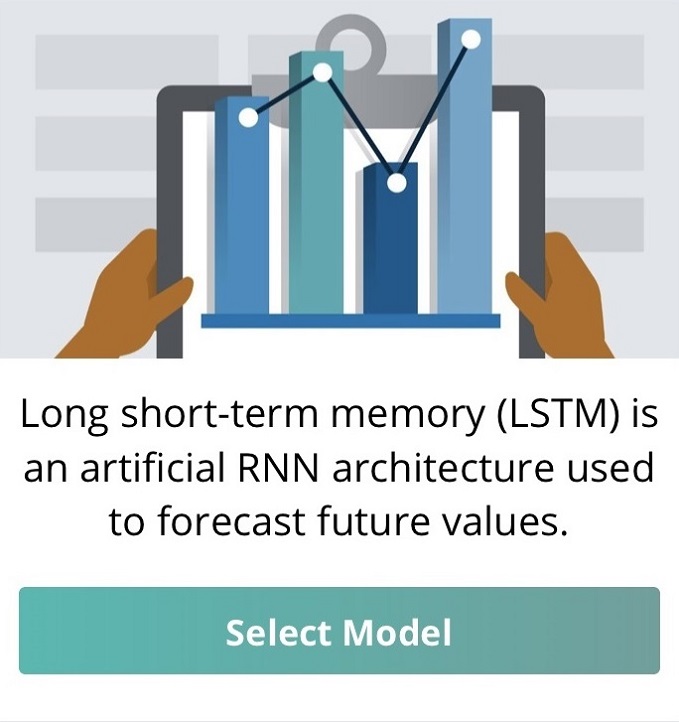 Long short-term memory (LSTM) is
an artificial RNN architecture used
to forecast future values.
Select Model